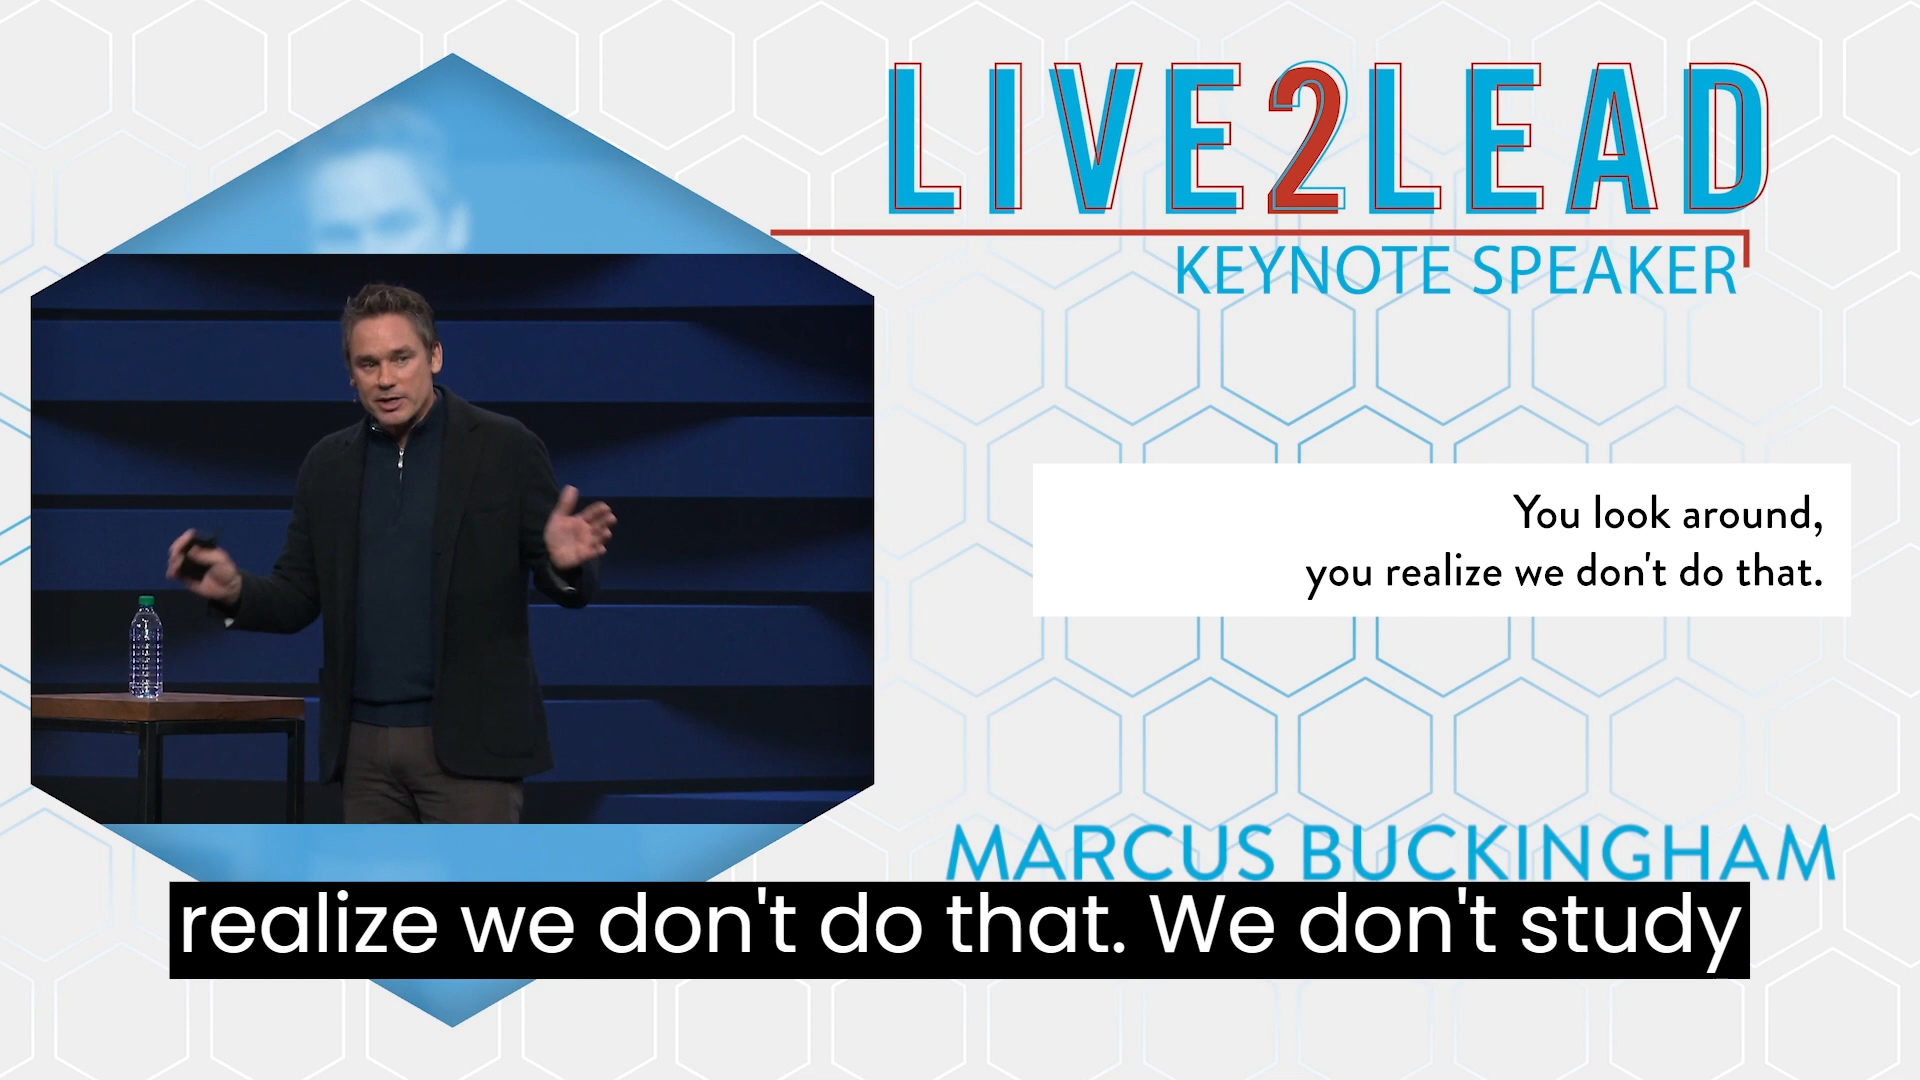 LIVE2LEAD
KEYNOTE SPEAKER
You look around,
you realize we don't do that.
MARCUS BUCKINGHAM
realize we don't do that. We don't study